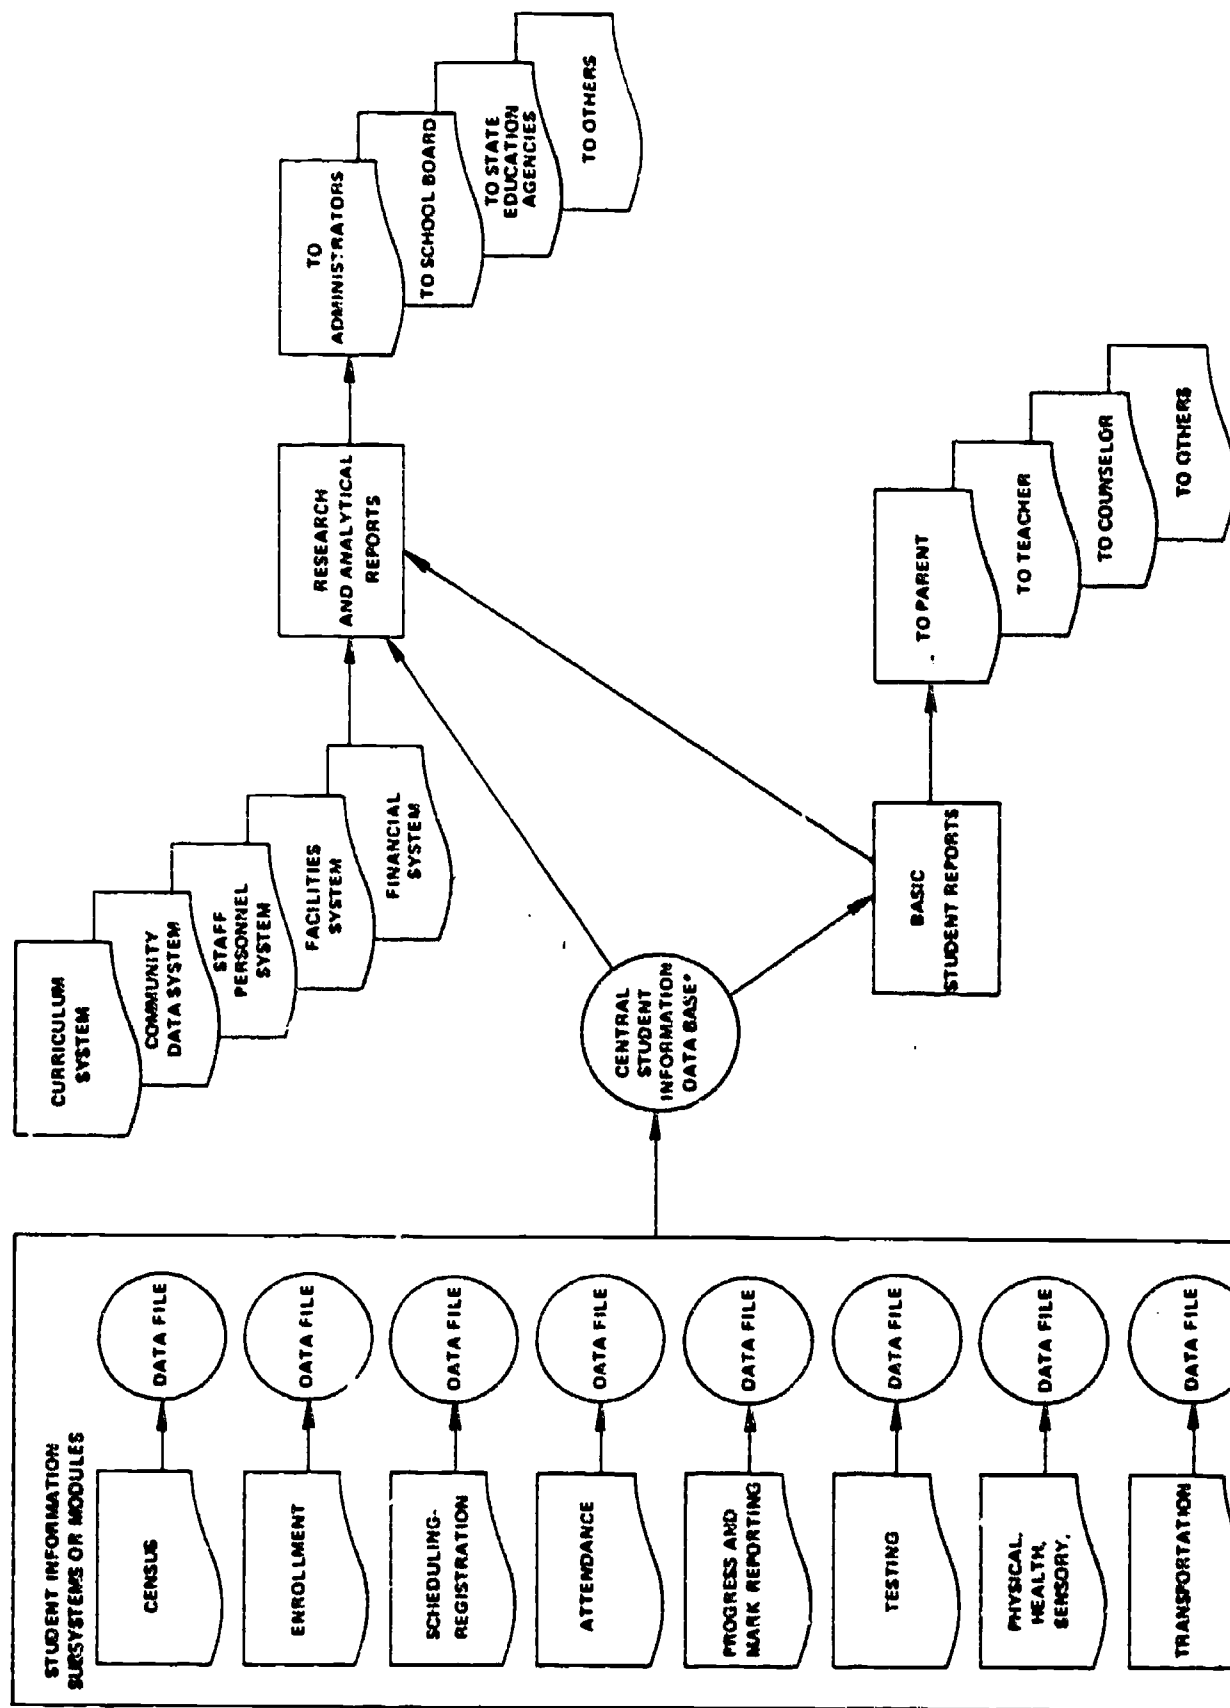 STUDENT INFORMATION
SUBSYSTEMS OR MODULES
CENSUS
DATA FILE
ENROLLMENT
DATA FILE
SCHEDULING-
REGISTRATION
DATA FILE
ATTENDANCE
DATA FILE
PROGRESS AND
MARK REPORTING
DATA FILE
TESTING
DATA FILE
PHYSICAL,
HEALTH,
SENSORY,
DATA FILE
TRANSPORTATION
DATA FILE
CENTRAL
STUDENT
INFORMATION
DATA BASE*
CURRICULUM
SYSTEM
COMMUNITY
DATA SYSTEM
STAFF
PERSONNEL
SYSTEM
FACILITIES
SYSTEM
FINANCIAL
SYSTEM
RESEARCH
AND ANALYTICAL
REPORTS
TO
ADMINISTRATORS
TO SCHOOL BOARD
TO STATE
EDUCATION
AGENCIES
TO OTHERS
BASIC
STUDENT REPORTS
TO PARENT
TO TEACHER
TO COUNSELOR
TO OTHERS